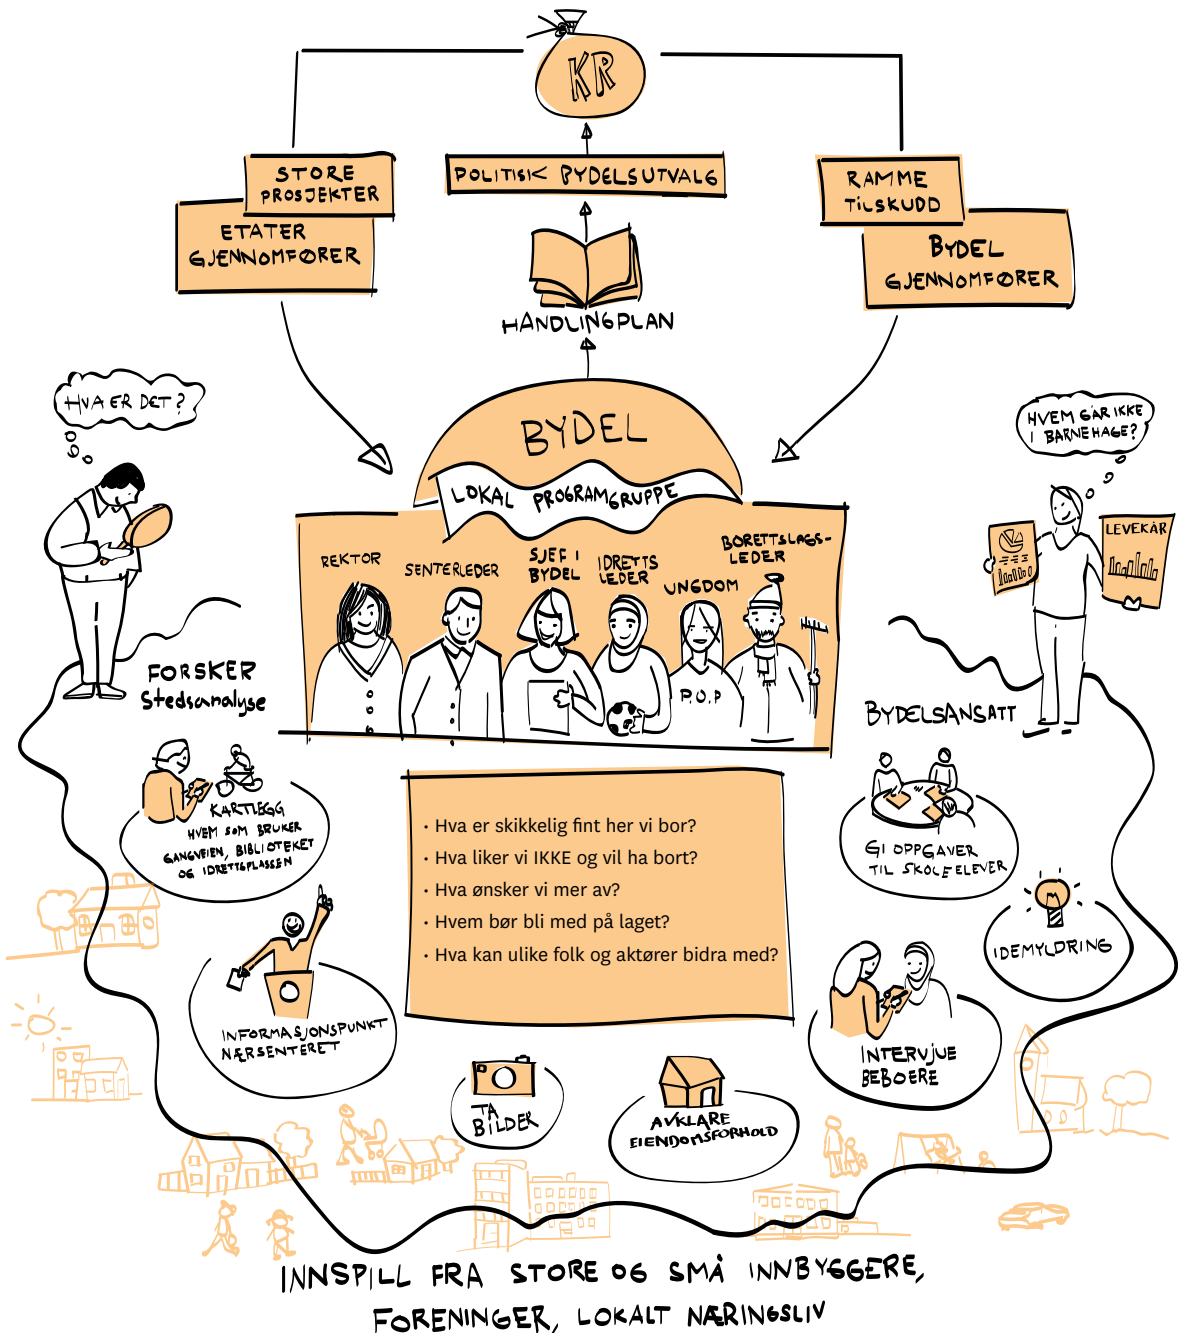 KR
STORE
PROSJEKTER
ETATER
GJENNOMFØRER
POLITISK BYDELSUTVALG
RAMME
TILSKUDD
BYDEL
GJENNOMFØRER
HANDLINGPLAN
HVA ER DET?
HVEM GÅR IKKE
I BARNEHAGE?
BYDEL
LOKAL PROGRAMGRUPPE
LEVEKÅR
REKTOR
SENTERLEDER
SJEF I
BYDEL
IDRETTS
LEDER
UNGDOM
BORETTSLAGS-
LEDER
P.O.P
FORSKER
Stedsanalyse
BYDELSANSATT
KARTLEGG
HVEM SOM BRUKER
GANGVEIEN, BIBLIOTEKET
OG IDRETTSPLASSEN
• Hva er skikkelig fint her vi bor?
• Hva liker vi IKKE og vil ha bort?
• Hva ønsker vi mer av?
• Hvem bør bli med på laget?
• Hva kan ulike folk og aktører bidra med?
GI OPPGAVER
TIL SKOLEELEVER
IDEMYLDRING
INFORMASJONSPUNKT
NÆRSENTERET
INTERVJUE
BEBOERE
TA
BILDER
AVKLARE
EIENDOMSFORHOLD
INNSPILL FRA STORE OG SMÅ INNBYGGERE,
FORENINGER, LOKALT NÆRINGSLIV